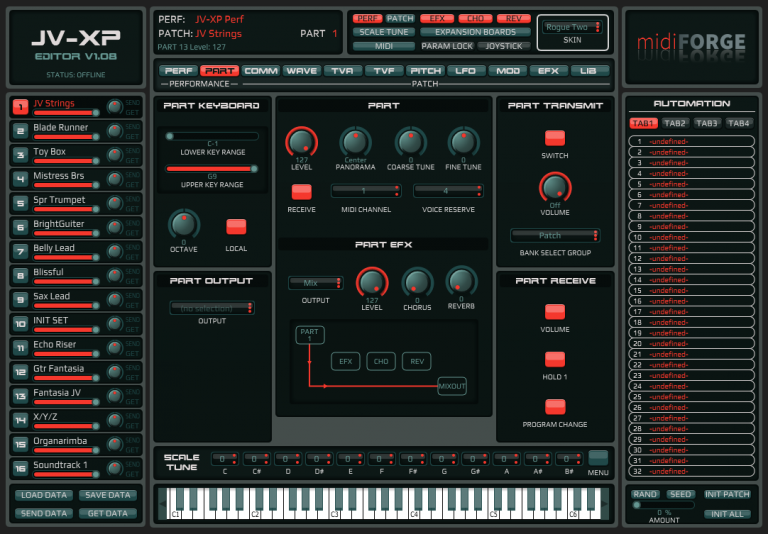 JV-XP
EDITOR V1.08
STATUS: OFFLINE
PERF: JV-XP Perf
PATCH: JV Strings PART 1
PART 13 Level: 127
PERF PATCH EFX CHO REV
SCALE TUNE EXPANSION BOARDS
MIDI PARAM LOCK JOYSTICK
Rogue Two
SKIN
midiFORGE
PERF PART COMM WAVE TVA TVF PITCH LFO MOD EFX LIB
PERFORMANCE PATCH
1 JV Strings SEND GET
2 Blade Runner SEND GET
3 Toy Box SEND GET
4 Mistress Brs SEND GET
5 Spr Trumpet SEND GET
6 BrightGuiter SEND GET
7 Belly Lead SEND GET
8 Blissful SEND GET
9 Sax Lead SEND GET
10 INIT SET SEND GET
11 Echo Riser SEND GET
12 Gtr Fantasia SEND GET
13 Fantasia JV SEND GET
14 X/Y/Z SEND GET
15 Organarimba SEND GET
16 Soundtrack 1 SEND GET
LOAD DATA SAVE DATA
SEND DATA GET DATA
PART KEYBOARD
C-1
LOWER KEY RANGE
G9
UPPER KEY RANGE
0
OCTAVE LOCAL
PART OUTPUT
(no selection)
OUTPUT
PART
127 Center 0 0
LEVEL PANORAMA COARSE TUNE FINE TUNE
1 4
RECEIVE MIDI CHANNEL VOICE RESERVE
PART EFX
Mix 127 0 0
OUTPUT LEVEL CHORUS REVERB
PART
1
EFX CHO REV
MIXOUT
PART TRANSMIT
SWITCH
Off
VOLUME
Patch
BANK SELECT GROUP
PART RECEIVE
VOLUME
HOLD 1
PROGRAM CHANGE
SCALE
TUNE
0 0 0 0 0 0 0 0 0 0 0 0
C C# D D# E F F# G G# A A# B#
MENU
C1 C2 C3 C4 C5 C6
AUTOMATION
TAB1 TAB2 TAB3 TAB4
1 -undefined-
2 -undefined-
3 -undefined-
4 -undefined-
5 -undefined-
6 -undefined-
7 -undefined-
8 -undefined-
9 -undefined-
10 -undefined-
11 -undefined-
12 -undefined-
13 -undefined-
14 -undefined-
15 -undefined-
16 -undefined-
17 -undefined-
18 -undefined-
19 -undefined-
20 -undefined-
21 -undefined-
22 -undefined-
23 -undefined-
24 -undefined-
25 -undefined-
26 -undefined-
27 -undefined-
28 -undefined-
29 -undefined-
30 -undefined-
31 -undefined-
32 -undefined-
RAND SEED INIT PATCH
0 %
AMOUNT INIT ALL